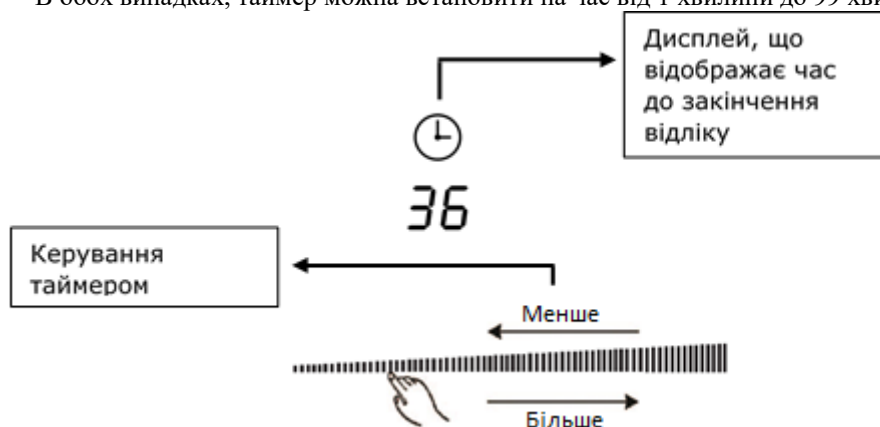 В обох випадках, таймер можна встановити на час від 1 хвилини до 99 хви
Дисплей, що
відображає час
до закінчення
відліку
36
Керування
таймером
Менше
Більше